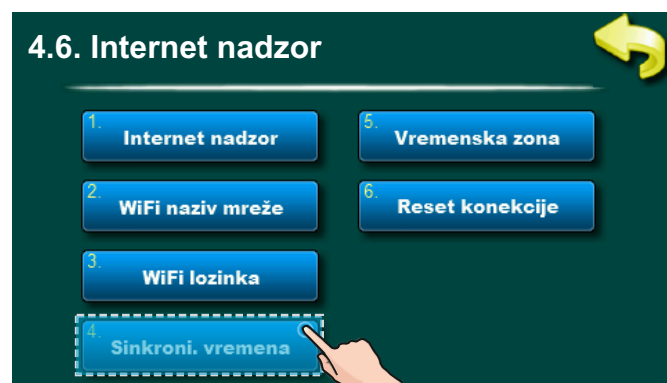 4.6. Internet nadzor
1.
Internet nadzor
2.
WiFi naziv mreže
3.
WiFi lozinka
4.
Sinkroni. vremena
5.
Vremenska zona
6.
Reset konekcije